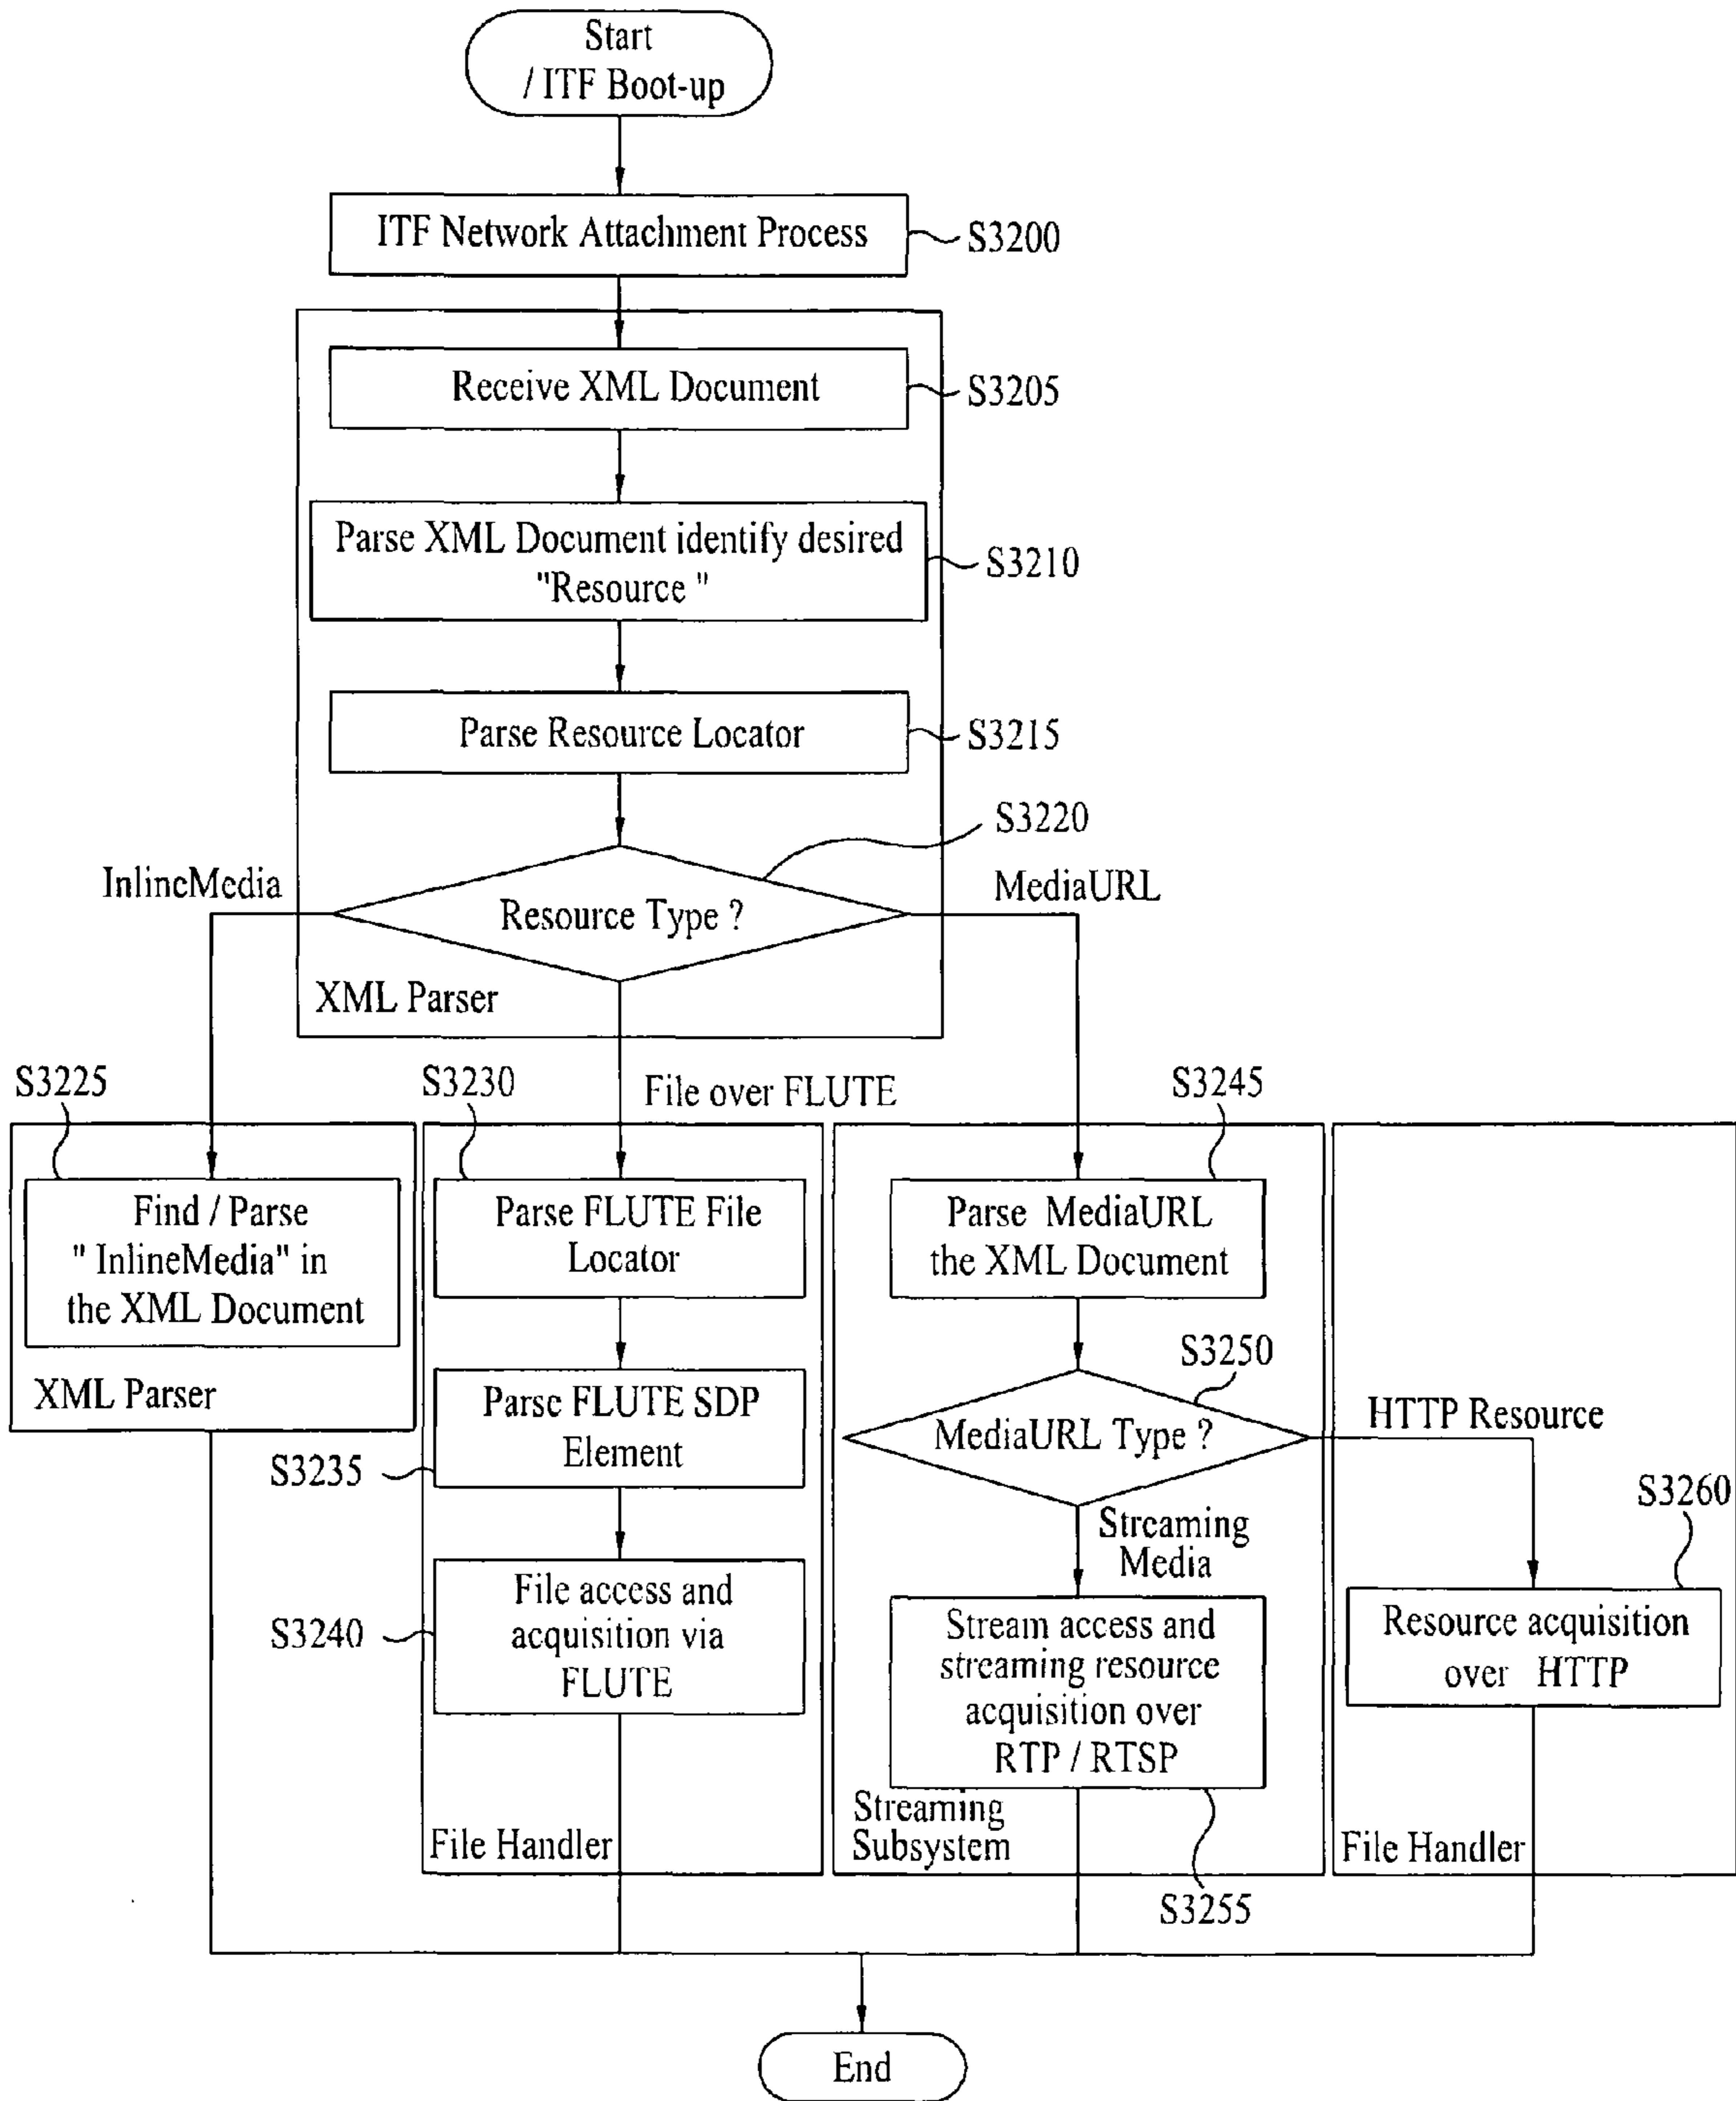 Start
/ ITF Boot-up
ITF Network Attachment Process
S3200
Receive XML Document
S3205
Parse XML Document identify desired
"Resource "
S3210
Parse Resource Locator
S3215
S3220
InlineMedia
Resource Type ?
MediaURL
XML Parser
S3225
S3230
File over FLUTE
S3245
Find / Parse
" InlineMedia" in
the XML Document
XML Parser
Parse FLUTE File
Locator
Parse FLUTE SDP
Element
S3235
File access and
acquisition via
FLUTE
S3240
File Handler
Parse MediaURL
the XML Document
S3250
MediaURL Type ?
HTTP Resource
Streaming
Media
Stream access and
streaming resource
acquisition over
RTP / RTSP
Streaming
Subsystem
S3255
S3260
Resource acquisition
over HTTP
File Handler
End